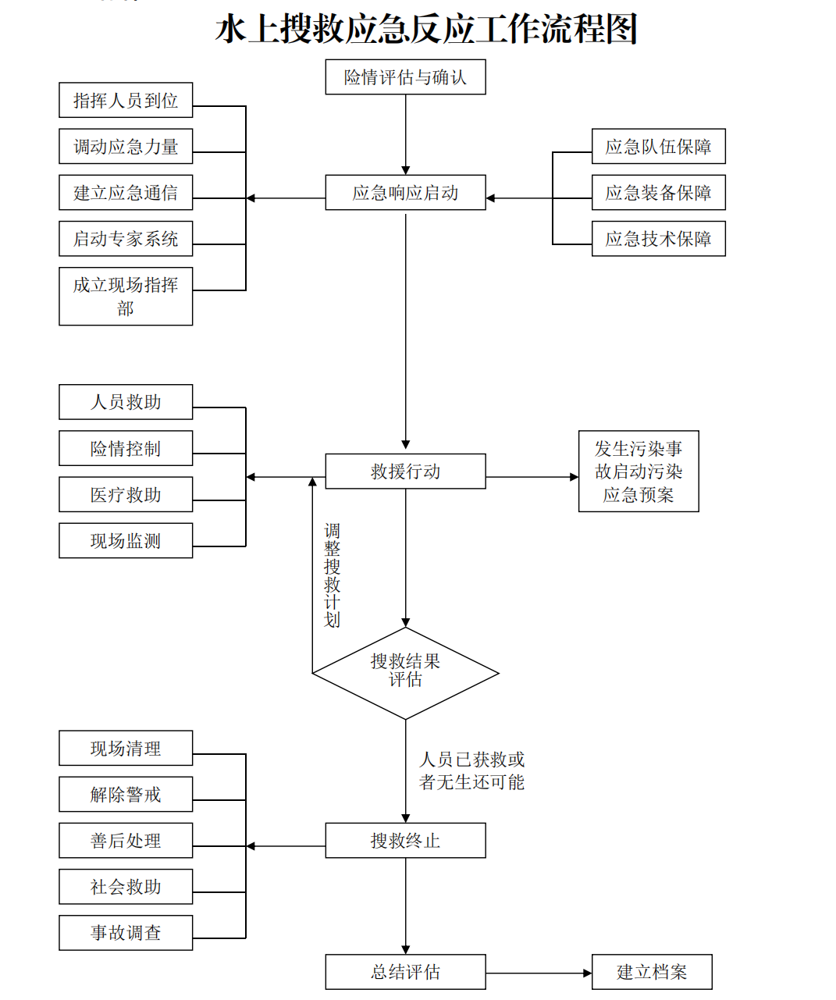 水上搜救应急反应工作流程图
险情评估与确认
指挥人员到位
调动应急力量
建立应急通信
启动专家系统
成立现场指挥
部
应急响应启动
应急队伍保障
应急装备保障
应急技术保障
人员救助
险情控制
医疗救助
现场监测
救援行动
发生污染事
故启动污染
应急预案
调整搜救计划
搜救结果
评估
人员已获救或
者无生还可能
现场清理
解除警戒
善后处理
社会救助
事故调查
搜救终止
总结评估
建立档案